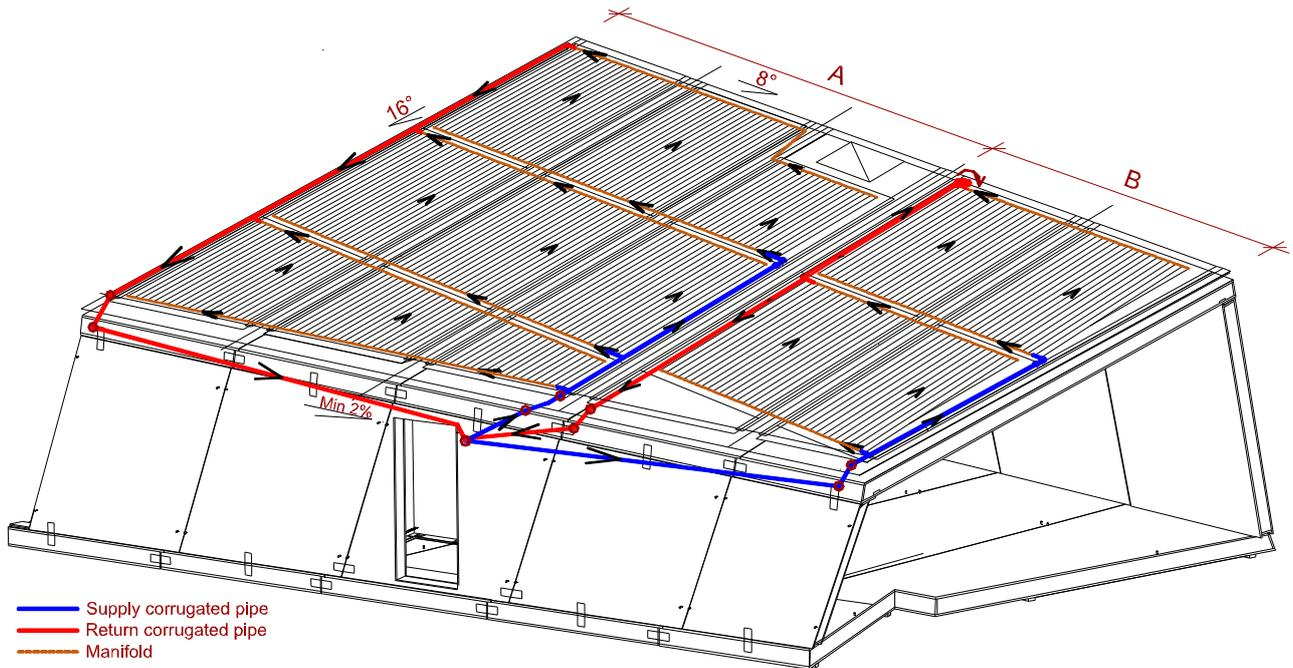 A
8°
16°
B
Min 2%
Supply corrugated pipe
Return corrugated pipe
Manifold